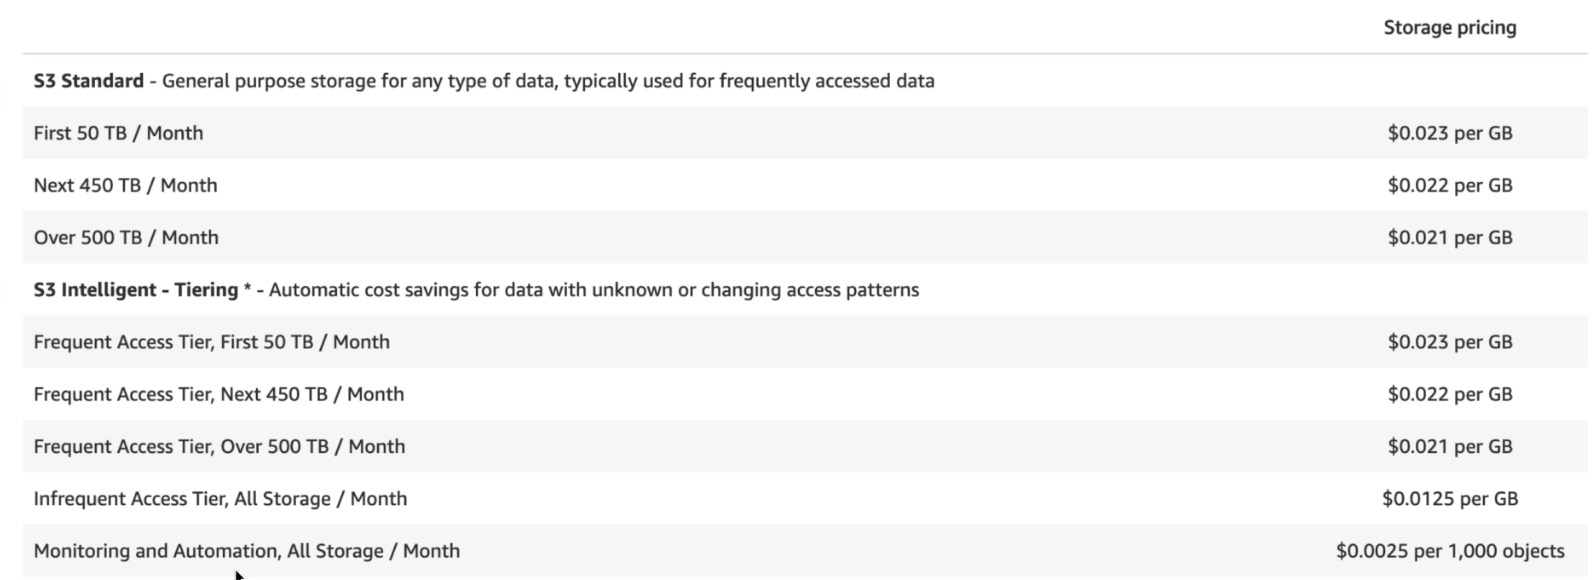 Storage pricing
S3 Standard - General purpose storage for any type of data, typically used for frequently accessed data
First 50 TB / Month $0.023 per GB
Next 450 TB / Month $0.022 per GB
Over 500 TB / Month $0.021 per GB
S3 Intelligent - Tiering * - Automatic cost savings for data with unknown or changing access patterns
Frequent Access Tier, First 50 TB / Month $0.023 per GB
Frequent Access Tier, Next 450 TB / Month $0.022 per GB
Frequent Access Tier, Over 500 TB / Month $0.021 per GB
Infrequent Access Tier, All Storage / Month $0.0125 per GB
Monitoring and Automation, All Storage / Month $0.0025 per 1,000 objects